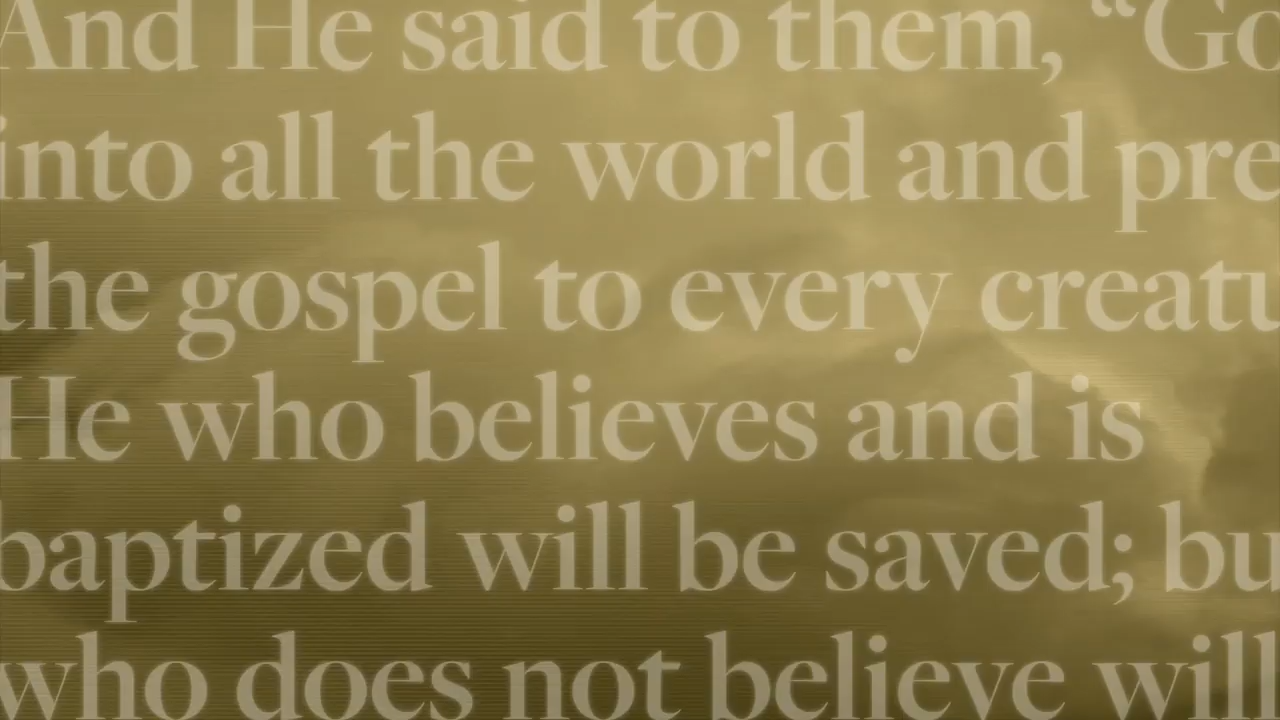 And He said to them, “Go
into all the world and pre
the gospel to every creatu
He who believes and is
baptized will be saved; bu
who does not believe will